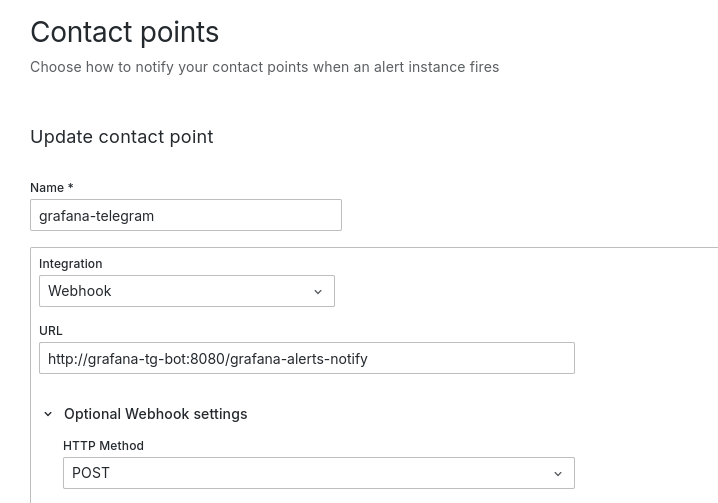 Contact points
Choose how to notify your contact points when an alert instance fires
Update contact point
Name *
grafana-telegram
Integration
Webhook
URL
http://grafana-tg-bot:8080/grafana-alerts-notify
Optional Webhook settings
HTTP Method
POST